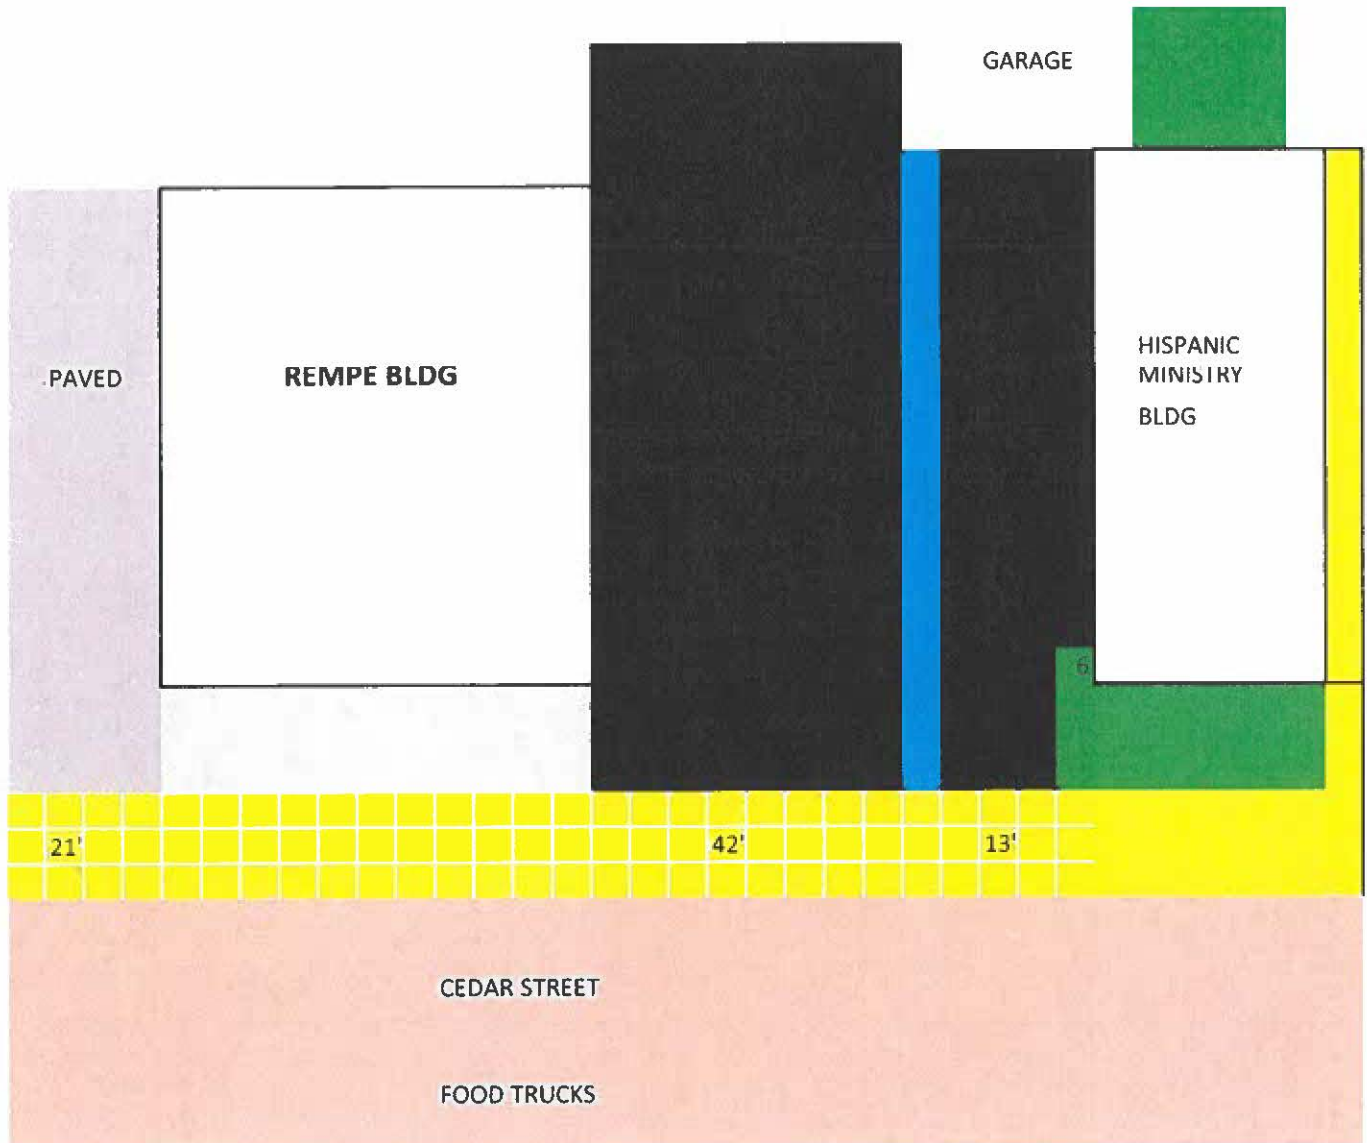 GARAGE
PAVED
REMPE BLDG
HISPANIC
MINISTRY
BLDG
6
21'
42'
13'
CEDAR STREET
FOOD TRUCKS